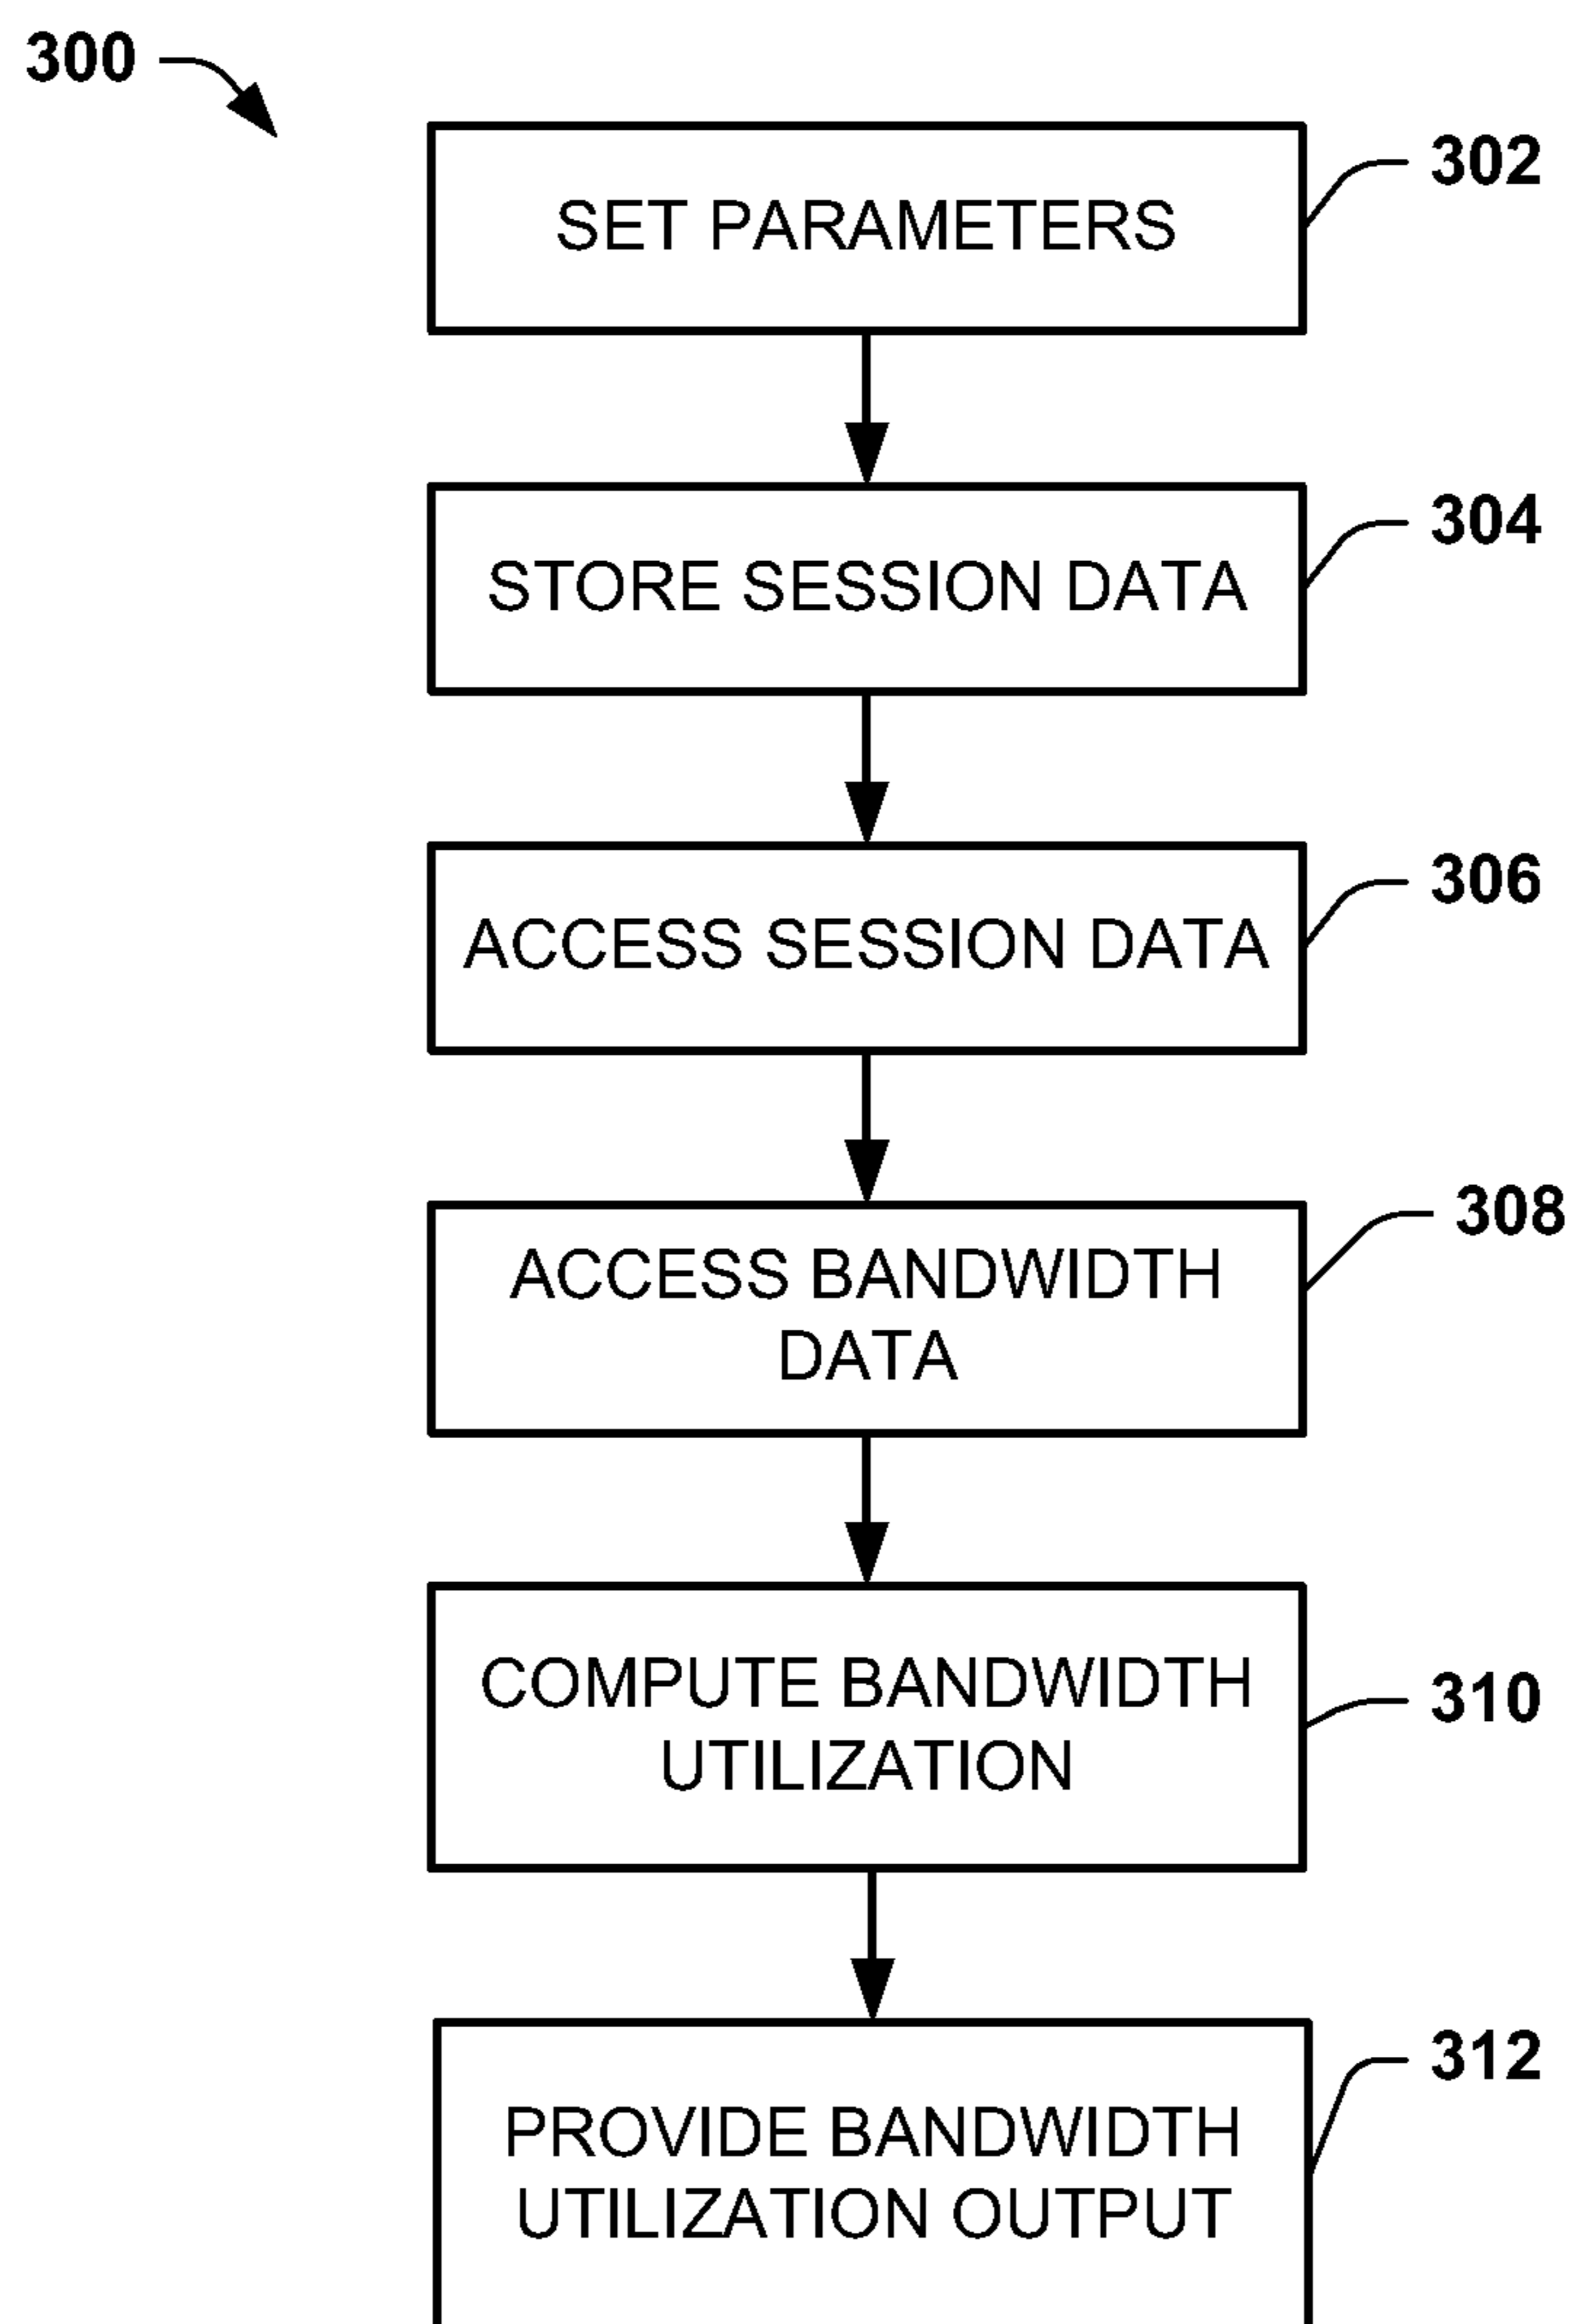 300
302
SET PARAMETERS
304
STORE SESSION DATA
306
ACCESS SESSION DATA
308
ACCESS BANDWIDTH
DATA
310
COMPUTE BANDWIDTH
UTILIZATION
312
PROVIDE BANDWIDTH
UTILIZATION OUTPUT